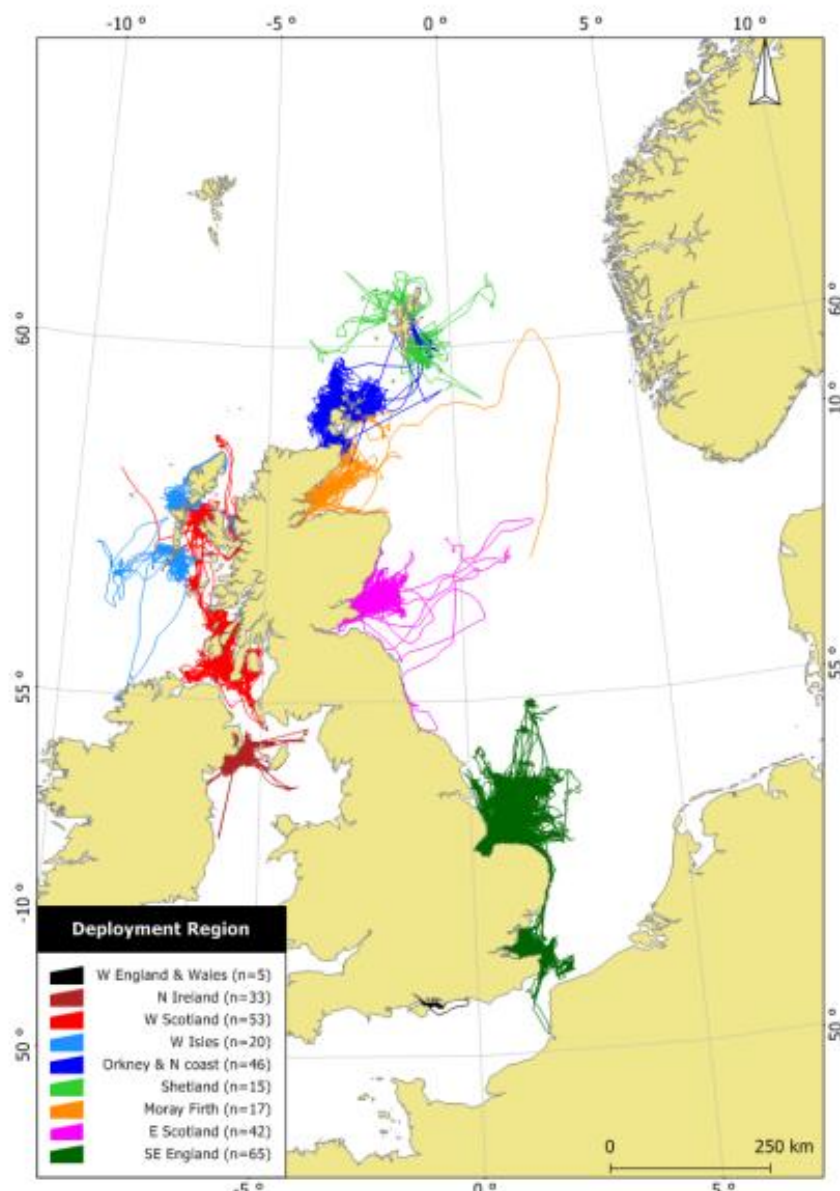 -10 °
-5 °
0 °
5 °
10 °
60 °
60 °
10 °
55 °
55 °
-10 °
50 °
50 °
Deployment Region
W England & Wales (n=5)
N Ireland (n=33)
W Scotland (n=53)
W Isles (n=20)
Orkney & N coast (n=46)
Shetland (n=15)
Moray Firth (n=17)
E Scotland (n=42)
SE England (n=65)
0
250 km
-5 °
0 °
5 °